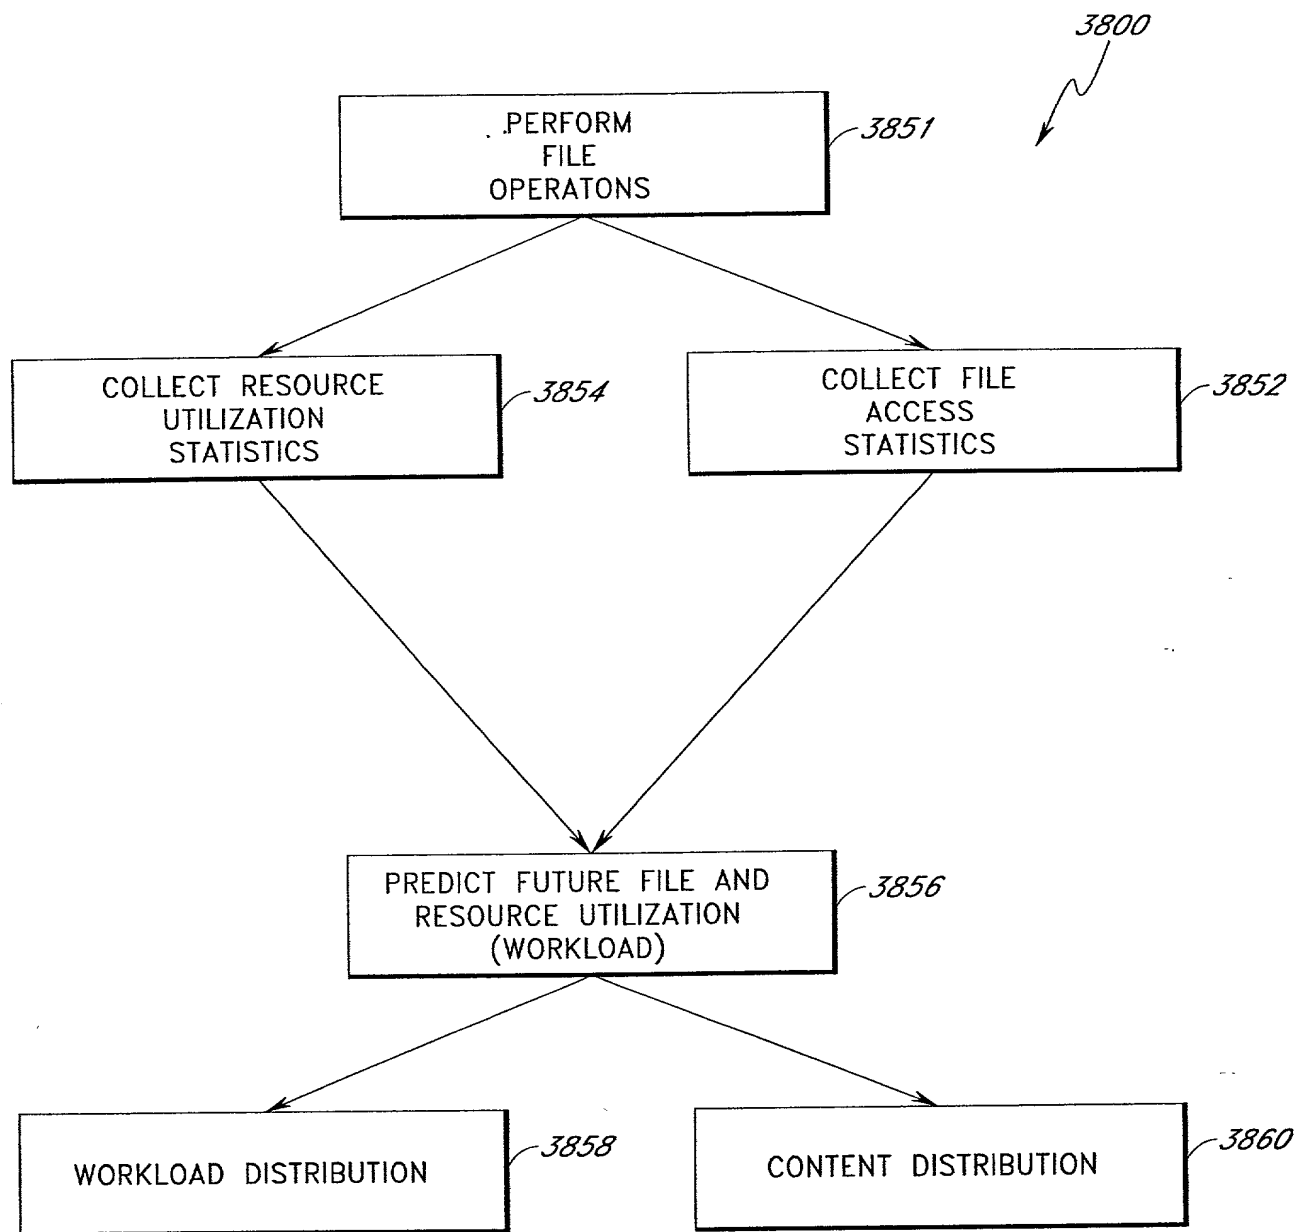 3800
PERFORM
FILE
OPERATONS
3851
COLLECT RESOURCE
UTILIZATION
STATISTICS
3854
COLLECT FILE
ACCESS
STATISTICS
3852
PREDICT FUTURE FILE AND
RESOURCE UTILIZATION
(WORKLOAD)
3856
WORKLOAD DISTRIBUTION
3858
CONTENT DISTRIBUTION
3860